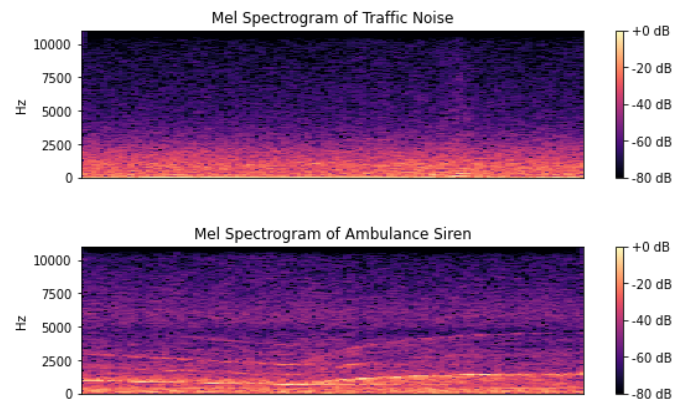 Mel Spectrogram of Traffic Noise
10000
7500
5000
2500
0
Hz
+0 dB
-20 dB
-40 dB
-60 dB
-80 dB
Mel Spectrogram of Ambulance Siren
10000
7500
5000
2500
0
Hz
+0 dB
-20 dB
-40 dB
-60 dB
-80 dB